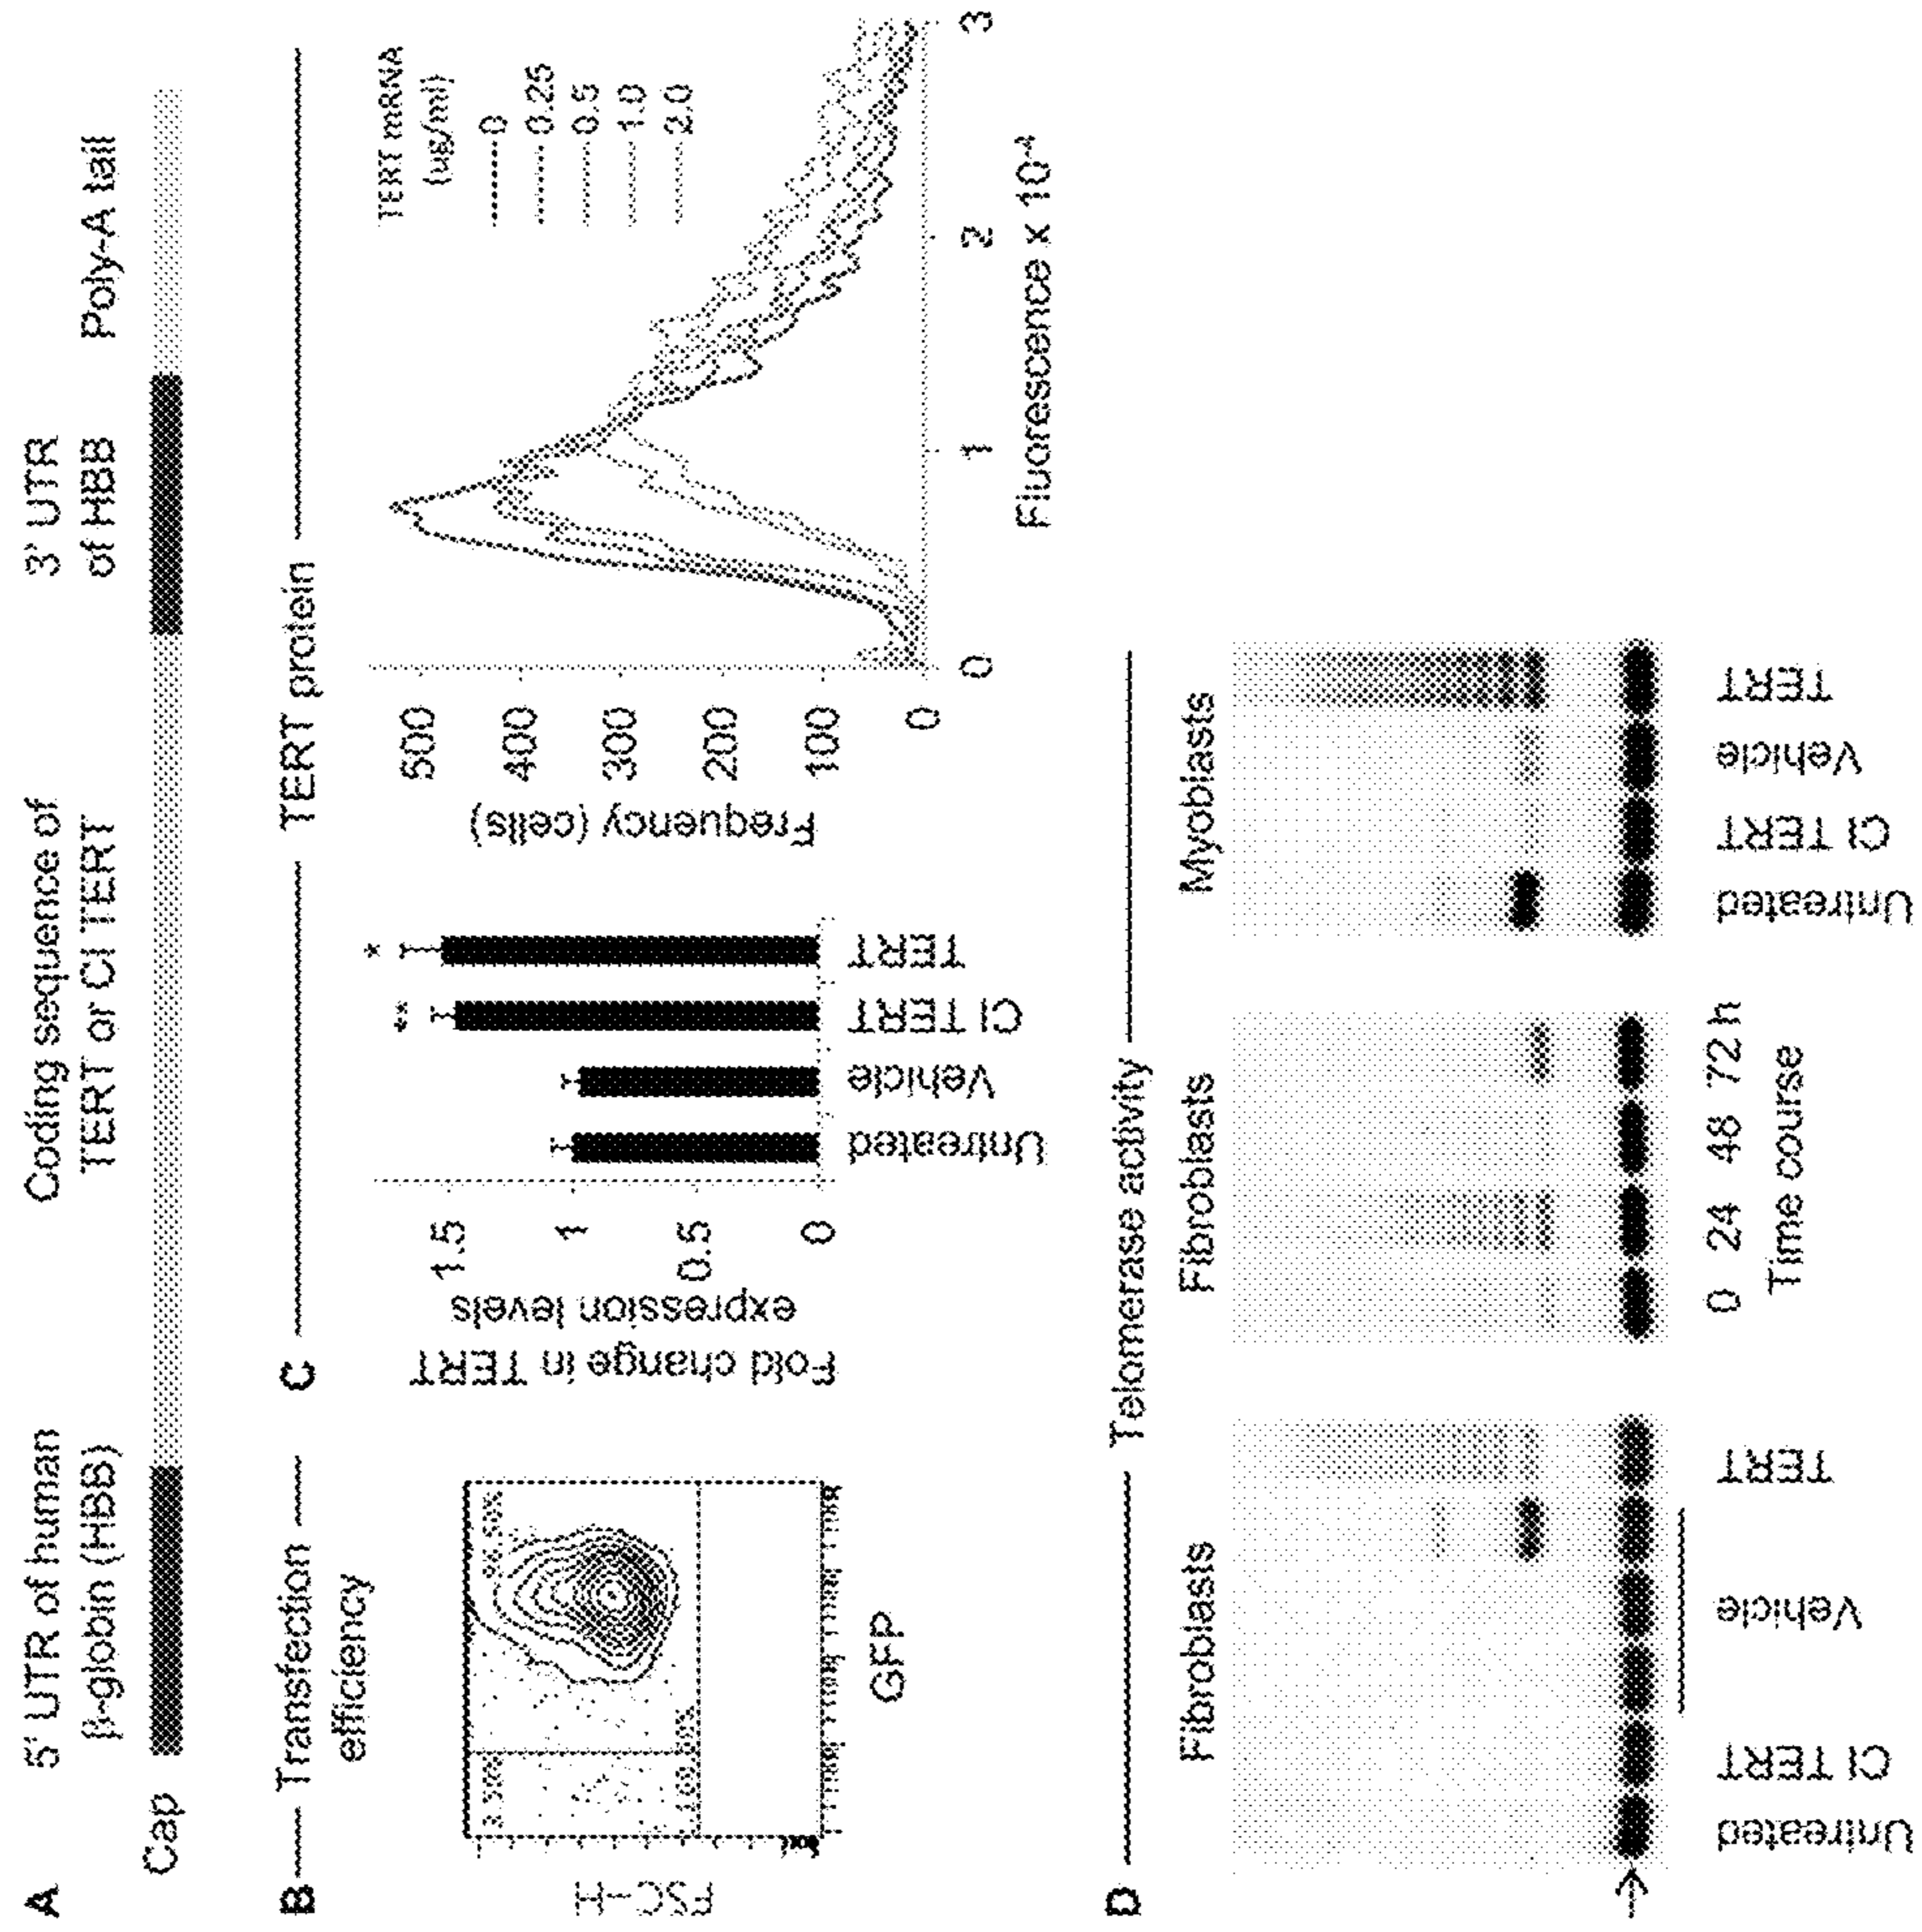 A
5' UTR of human
β-globin (HBB)
Coding sequence of
TERT or CI TERT
3' UTR
of HBB
Poly-A tail
Cap
B
Transfection
efficiency
FSC-H
GFP
C
TERT protein
Fold change in TERT
expression levels
1.5
1
0.5
0
Untreated
Vehicle
CI TERT
TERT
**
*
Frequency (cells)
500
400
300
200
100
0
0
1
2
3
Fluorescence x 10⁻⁴
TERT mRNA
(ug/ml)
0
0.25
0.5
1.0
2.0
D
Telomerase activity
Fibroblasts
Untreated
CI TERT
Vehicle
TERT
Fibroblasts
0 24 48 72 h
Time course
Myoblasts
Untreated
CI TERT
Vehicle
TERT